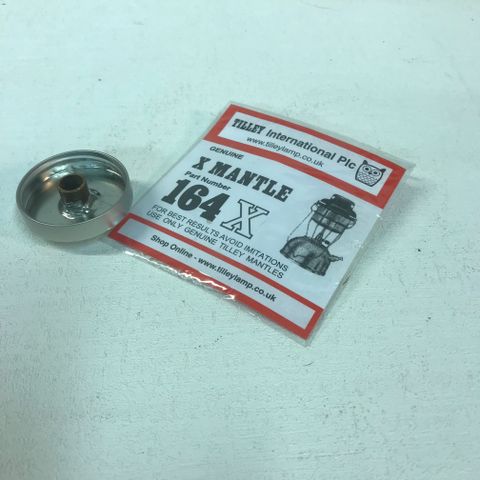 TILLEY International Plc
www.tilleylamp.co.uk
GENUINE
X MANTLE
Part Number
164 X
FOR BEST RESULTS AVOID IMITATIONS
USE ONLY GENUINE TILLEY MANTLES
Shop Online - www.tilleylamp.co.uk